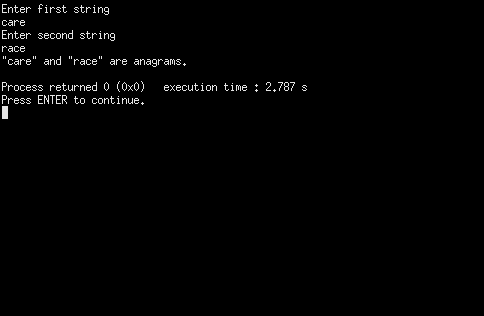 Enter first string
care
Enter second string
race
"care" and "race" are anagrams.
Process returned 0 (0x0)   execution time : 2.787 s
Press ENTER to continue.